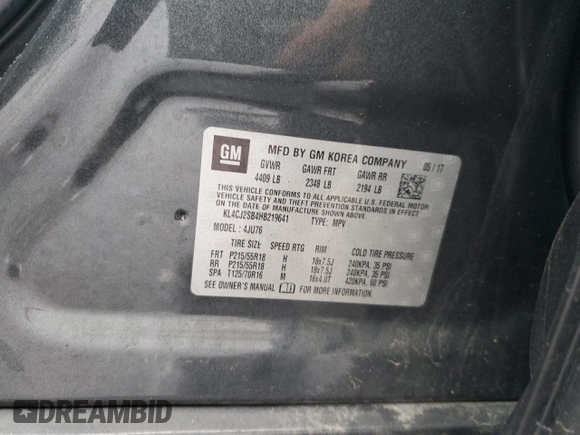 GM MFD BY GM KOREA COMPANY 05 / 17
GVWR GAWR FRT GAWR RR
4409 LB 2348 LB 2194 LB
THIS VEHICLE CONFORMS TO ALL APPLICABLE U.S. FEDERAL MOTOR
VEHICLE SAFETY AND THEFT PREVENTION STANDARDS IN EFFECT ON
THE DATE OF MANUFACTURE SHOWN ABOVE.
KL4CJ2SB4HB219641 TYPE: MPV
MODEL : 4JU76
TIRE SIZE SPEED RTG RIM COLD TIRE PRESSURE
FRT P215/55R18 H 18x7.5J 240KPA, 35 PSI
RR P215/55R18 H 18x7.5J 240KPA, 35 PSI
SPA T125/70R16 M 16x4.0T 420KPA, 60 PSI
SEE OWNER'S MANUAL FOR MORE INFORMATION.
DREAMBID